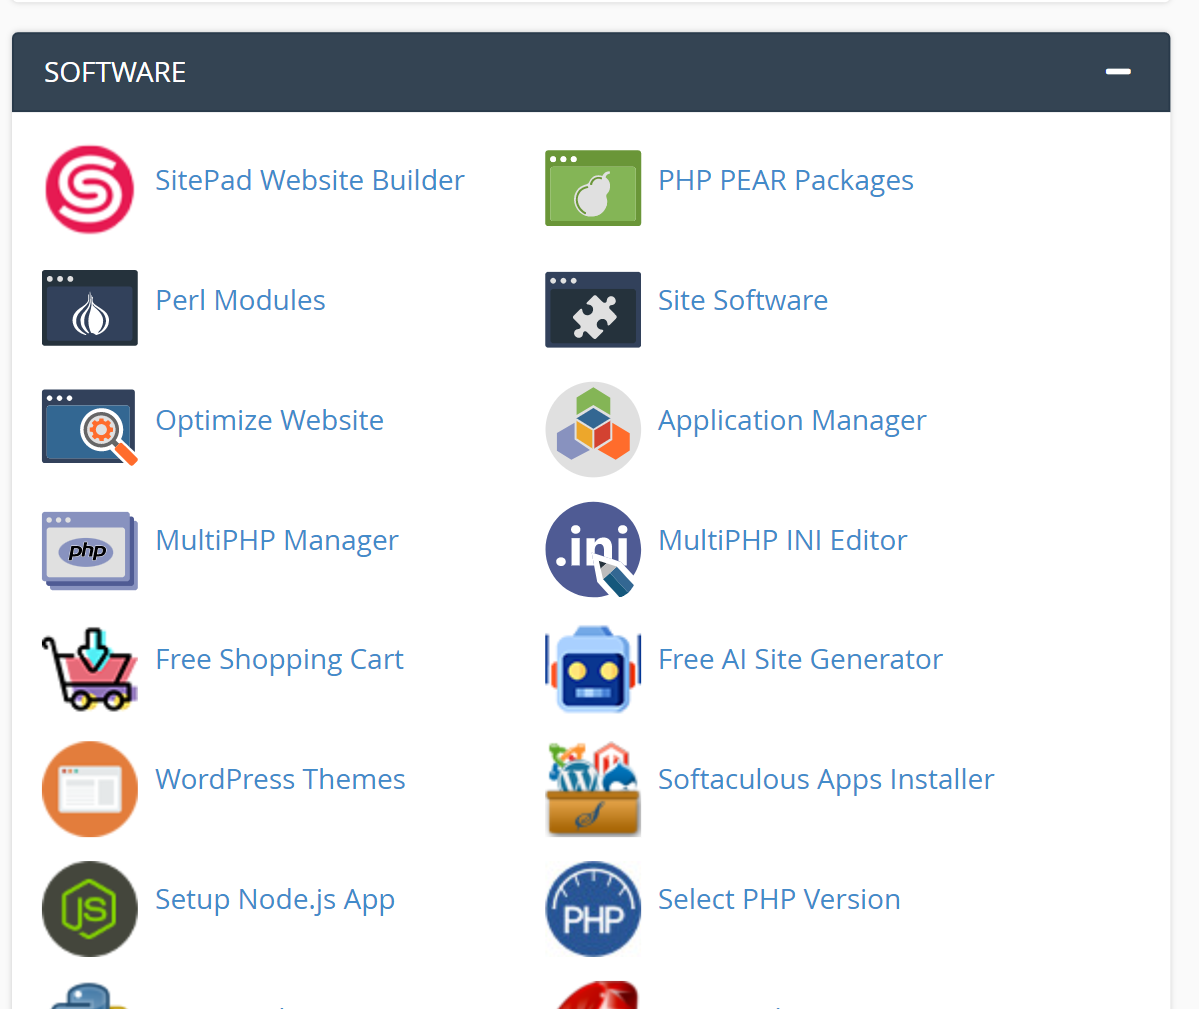 SOFTWARE
SitePad Website Builder
PHP PEAR Packages
Perl Modules
Site Software
Optimize Website
Application Manager
php
MultiPHP Manager
.ini
MultiPHP INI Editor
Free Shopping Cart
Free AI Site Generator
WordPress Themes
Softaculous Apps Installer
JS
Setup Node.js App
PHP
Select PHP Version